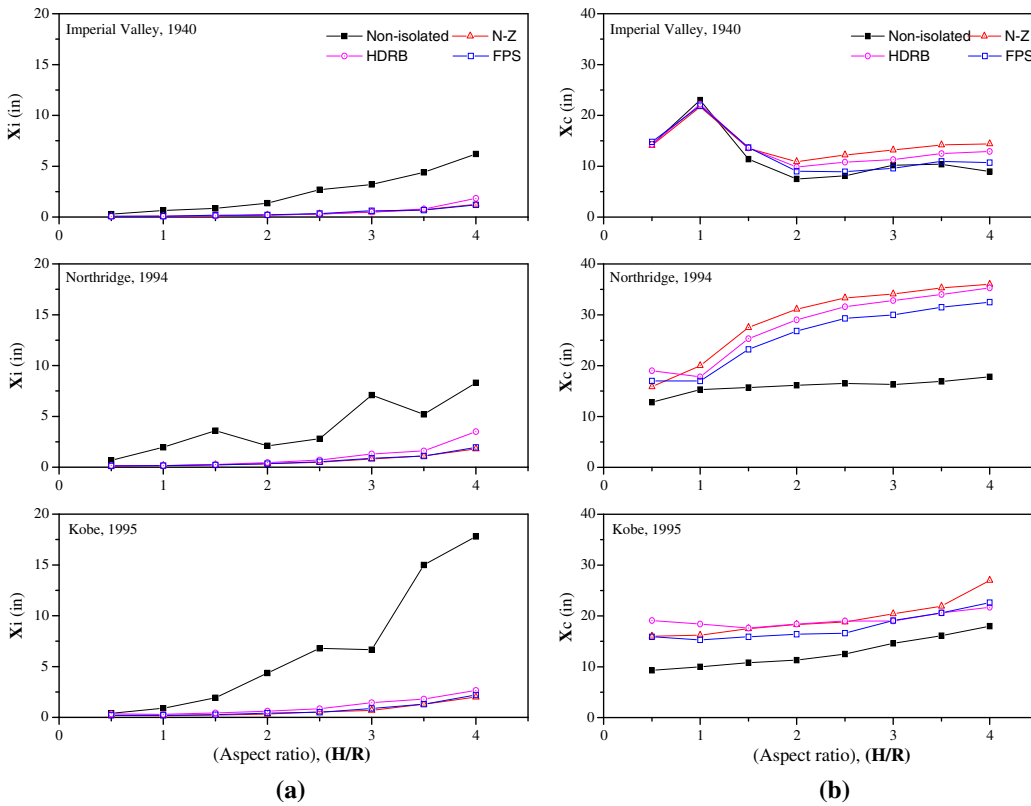 Imperial Valley, 1940
Non-isolated
N-Z
HDRB
FPS
Xi (in)
20
15
10
5
0
0 1 2 3 4
Northridge, 1994
Xi (in)
20
15
10
5
0
0 1 2 3 4
Kobe, 1995
Xi (in)
20
15
10
5
0
0 1 2 3 4
(Aspect ratio), (H/R)
(a)
Imperial Valley, 1940
Non-isolated
N-Z
HDRB
FPS
Xc (in)
40
30
20
10
0
0 1 2 3 4
Northridge, 1994
Xc (in)
40
30
20
10
0
0 1 2 3 4
Kobe, 1995
Xc (in)
40
30
20
10
0
0 1 2 3 4
(Aspect ratio), (H/R)
(b)